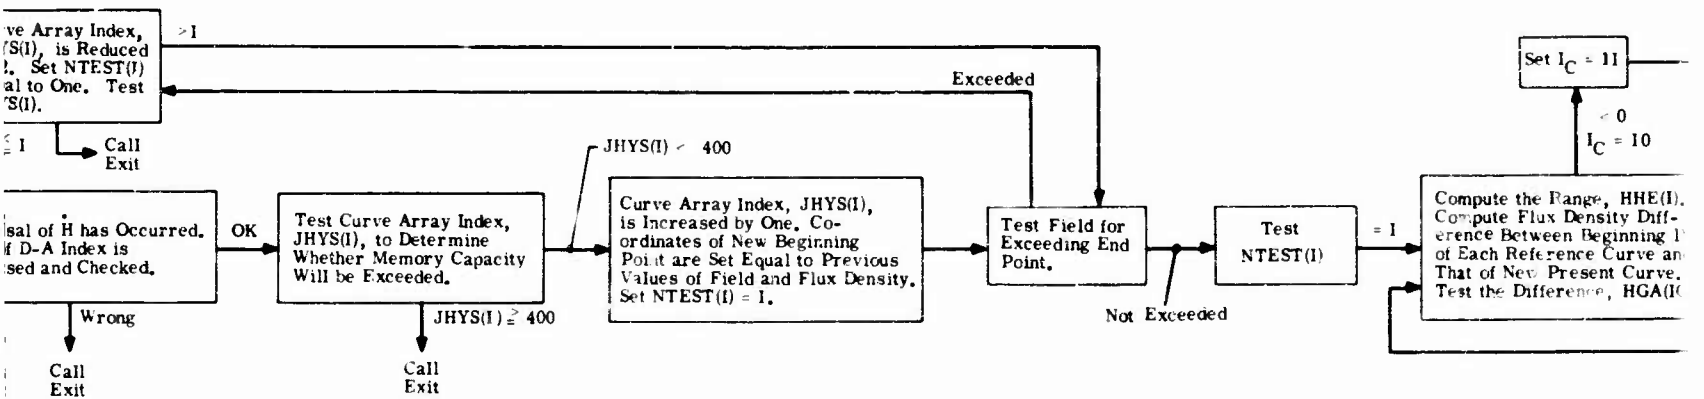 ve Array Index,
YS(I), is Reduced
2. Set NTEST(I)
al to One. Test
YS(I).
> I
≦ I
Call
Exit
Exceeded
Set I_C = 11
< 0
I_C = 10
JHYS(I) < 400
sal of Ḣ has Occurred.
f D-A Index is
sed and Checked.
OK
Wrong
Call
Exit
Test Curve Array Index,
JHYS(I), to Determine
Whether Memory Capacity
Will be Exceeded.
JHYS(I) ≧ 400
Call
Exit
Curve Array Index, JHYS(I),
is Increased by One. Co-
ordinates of New Beginning
Point are Set Equal to Previous
Values of Field and Flux Density.
Set NTEST(I) = 1.
Test Field for
Exceeding End
Point.
Not Exceeded
Test
NTEST(I)
= 1
Compute the Range, HHE(I).
Compute Flux Density Diff-
erence Between Beginning
of Each Reference Curve an
That of New Present Curve.
Test the Difference, HGA(I